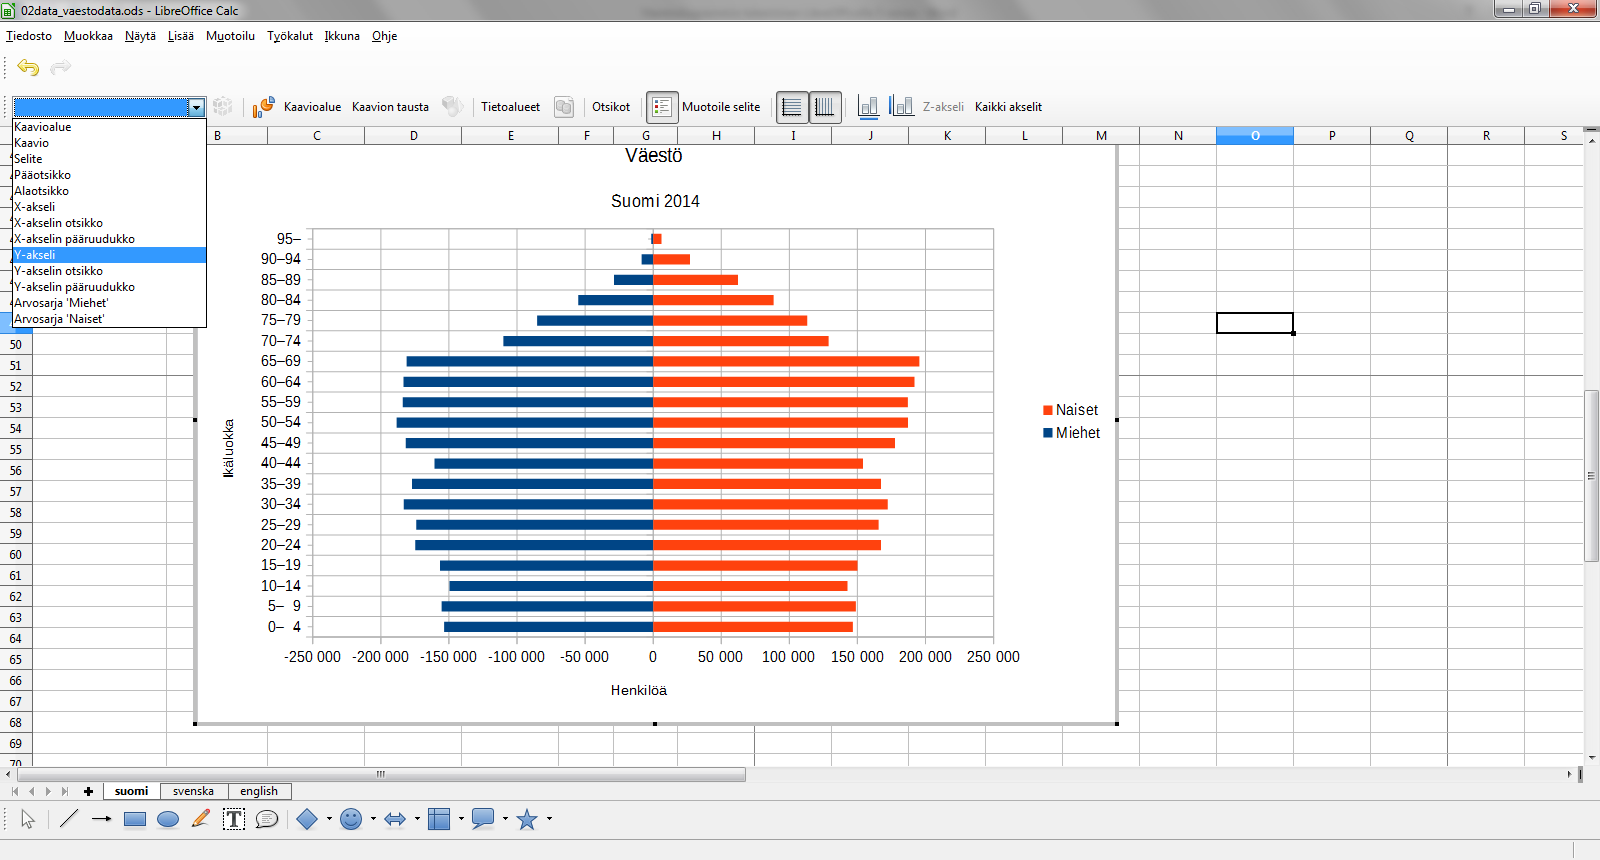 02data_vaestodata.ods - LibreOffice Calc
Tiedosto Muokkaa Näytä Lisää Muotoilu Työkalut Ikkuna Ohje
Kaavioalue Kaavion tausta Tietoalueet Otsikot Muotoile selite Z-akseli Kaikki akselit
Kaavioalue
Kaavio
Selite
Pääotsikko
Alaotsikko
X-akseli
X-akselin otsikko
X-akselin pääruudukko
Y-akseli
Y-akselin otsikko
Y-akselin pääruudukko
Arvosarja 'Miehet'
Arvosarja 'Naiset'
B C D E F G H I J K L M N O P Q R S
50
51
52
53
54
55
56
57
58
59
60
61
62
63
64
65
66
67
68
69
70
Väestö
Suomi 2014
95–
90–94
85–89
80–84
75–79
70–74
65–69
60–64
55–59
50–54
45–49
40–44
35–39
30–34
25–29
20–24
15–19
10–14
5– 9
0– 4
Ikäluokka
-250 000 -200 000 -150 000 -100 000 -50 000 0 50 000 100 000 150 000 200 000 250 000
Henkilöä
Naiset
Miehet
suomi svenska english
T